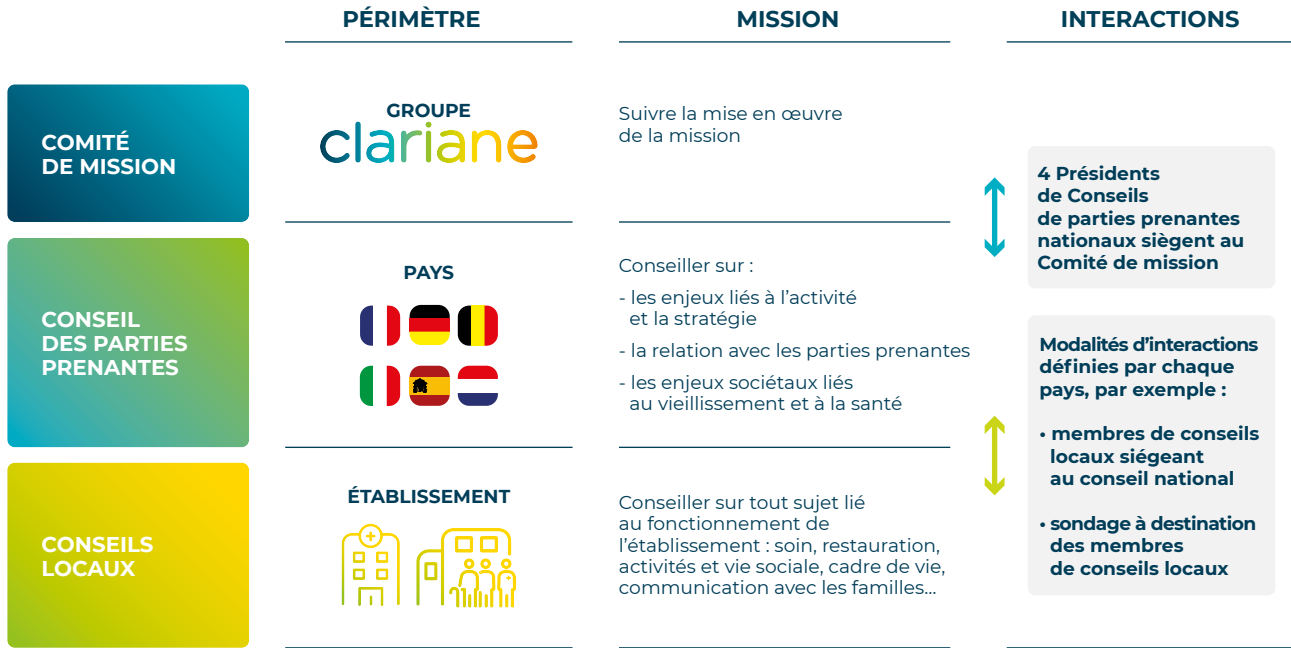 PÉRIMÈTRE
MISSION
INTERACTIONS
COMITÉ
DE MISSION
GROUPE
clariane
Suivre la mise en œuvre
de la mission
4 Présidents
de Conseils
de parties prenantes
nationaux siègent au
Comité de mission
CONSEIL
DES PARTIES
PRENANTES
PAYS
Conseiller sur :
- les enjeux liés à l’activité
et la stratégie
- la relation avec les parties prenantes
- les enjeux sociétaux liés
au vieillissement et à la santé
Modalités d’interactions
définies par chaque
pays, par exemple :
• membres de conseils
locaux siégeant
au conseil national
• sondage à destination
des membres
de conseils locaux
CONSEILS
LOCAUX
ÉTABLISSEMENT
Conseiller sur tout sujet lié
au fonctionnement de
l’établissement : soin, restauration,
activités et vie sociale, cadre de vie,
communication avec les familles...